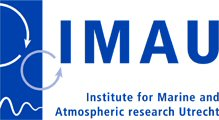 IMAU
Institute for Marine and
Atmospheric research Utrecht